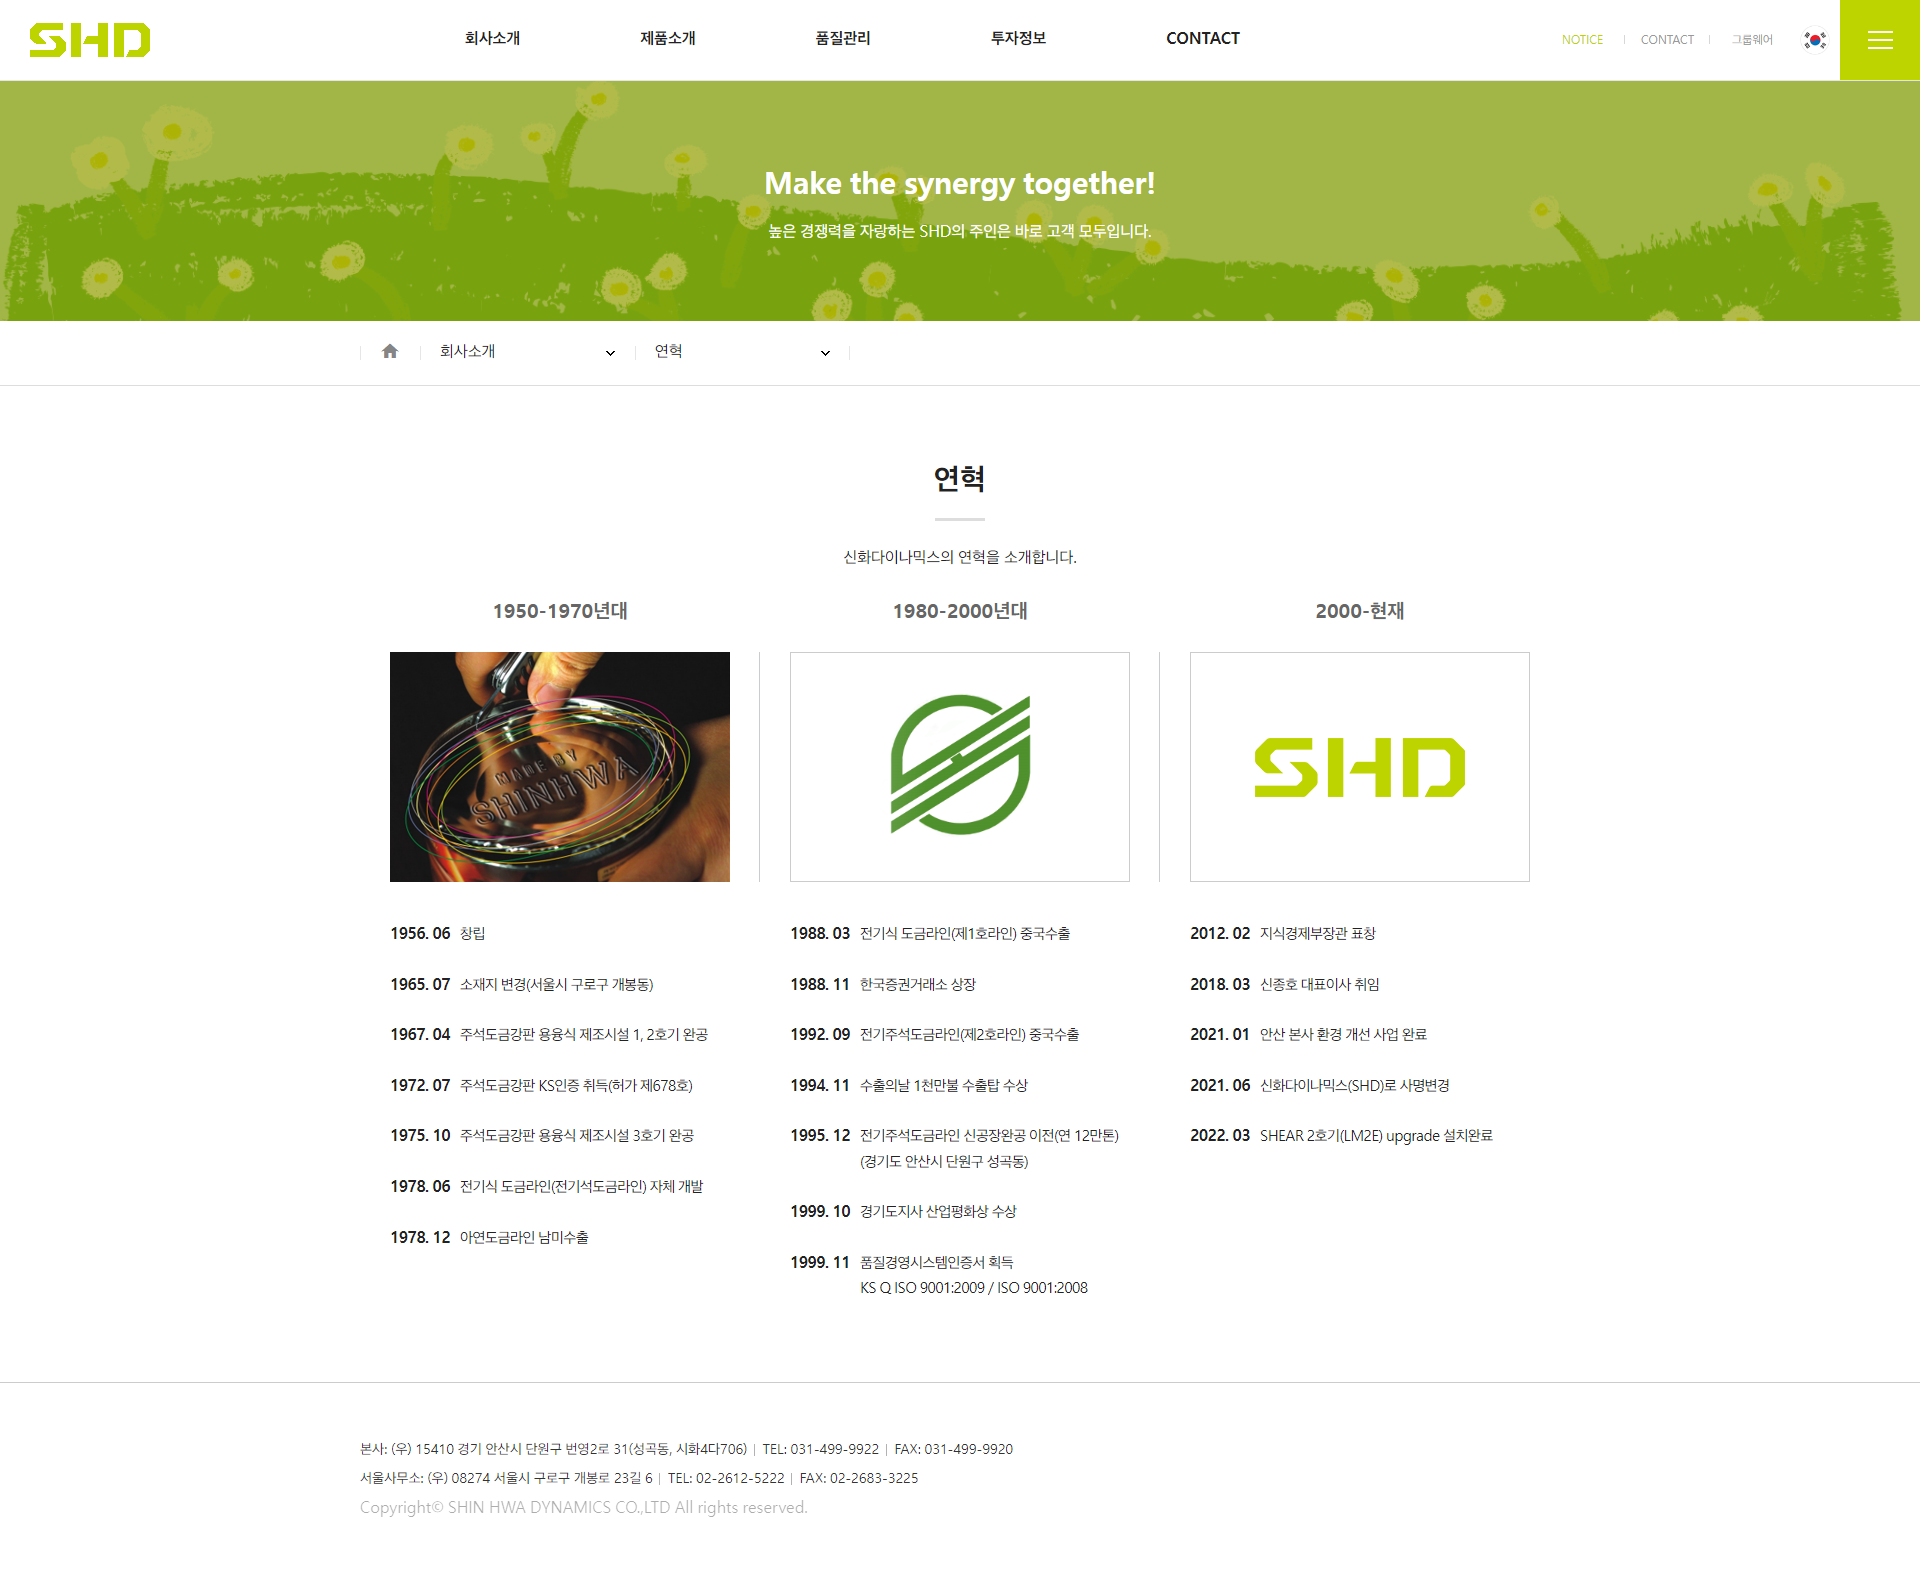 SHD
회사소개
제품소개
품질관리
투자정보
CONTACT
NOTICE
CONTACT
그룹웨어
Make the synergy together!
높은 경쟁력을 자랑하는 SHD의 주인은 바로 고객 모두입니다.
회사소개
연혁
연혁
신화다이나믹스의 연혁을 소개합니다.
1950-1970년대
MADE BY
SHINHWA
1956. 06 창립
1965. 07 소재지 변경(서울시 구로구 개봉동)
1967. 04 주석도금강판 용융식 제조시설 1, 2호기 완공
1972. 07 주석도금강판 KS인증 취득(허가 제678호)
1975. 10 주석도금강판 용융식 제조시설 3호기 완공
1978. 06 전기식 도금라인(전기석도금라인) 자체 개발
1978. 12 아연도금라인 남미수출
1980-2000년대
1988. 03 전기식 도금라인(제1호라인) 중국수출
1988. 11 한국증권거래소 상장
1992. 09 전기주석도금라인(제2호라인) 중국수출
1994. 11 수출의날 1천만불 수출탑 수상
1995. 12 전기주석도금라인 신공장완공 이전(연 12만톤)
(경기도 안산시 단원구 성곡동)
1999. 10 경기도지사 산업평화상 수상
1999. 11 품질경영시스템인증서 획득
KS Q ISO 9001:2009 / ISO 9001:2008
2000-현재
SHD
2012. 02 지식경제부장관 표창
2018. 03 신종호 대표이사 취임
2021. 01 안산 본사 환경 개선 사업 완료
2021. 06 신화다이나믹스(SHD)로 사명변경
2022. 03 SHEAR 2호기(LM2E) upgrade 설치완료
본사: (우) 15410 경기 안산시 단원구 번영2로 31(성곡동, 시화4다706) | TEL: 031-499-9922 | FAX: 031-499-9920
서울사무소: (우) 08274 서울시 구로구 개봉로 23길 6 | TEL: 02-2612-5222 | FAX: 02-2683-3225
Copyright© SHIN HWA DYNAMICS CO.,LTD All rights reserved.